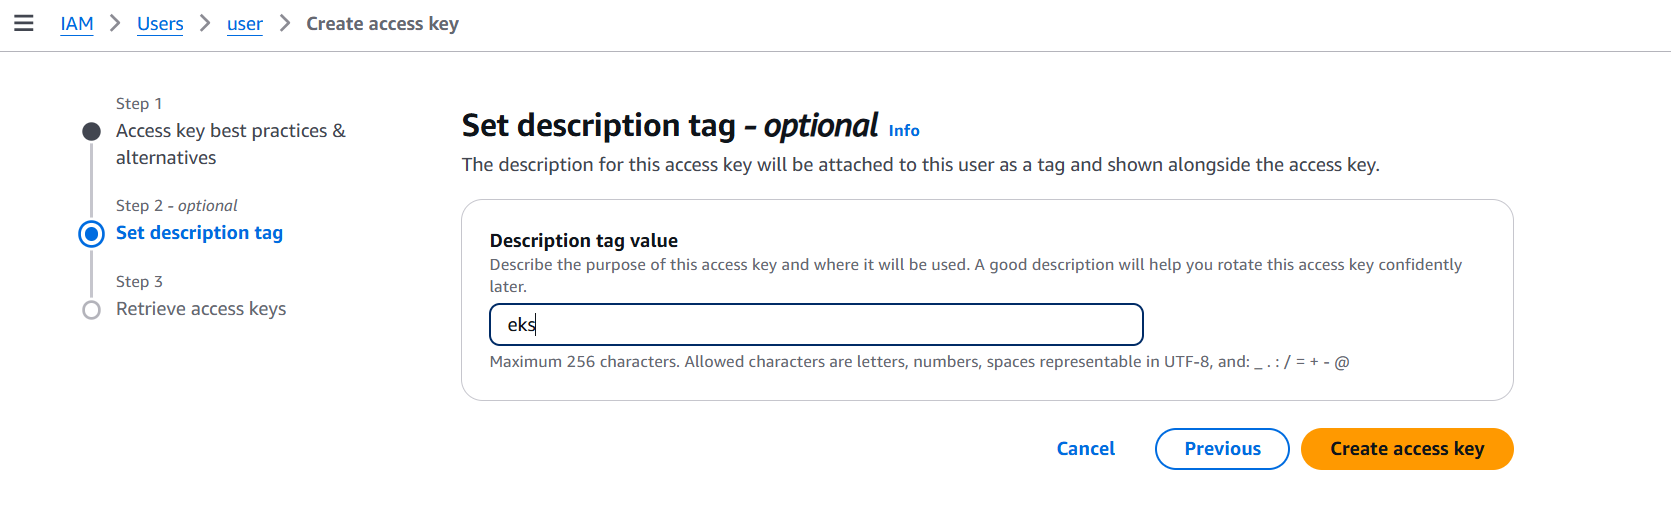 IAM > Users > user > Create access key
Step 1
Access key best practices &
alternatives
Step 2 - optional
Set description tag
Step 3
Retrieve access keys
Set description tag - optional Info
The description for this access key will be attached to this user as a tag and shown alongside the access key.
Description tag value
Describe the purpose of this access key and where it will be used. A good description will help you rotate this access key confidently
later.
eks
Maximum 256 characters. Allowed characters are letters, numbers, spaces representable in UTF-8, and: _ . : / = + - @
Cancel Previous Create access key